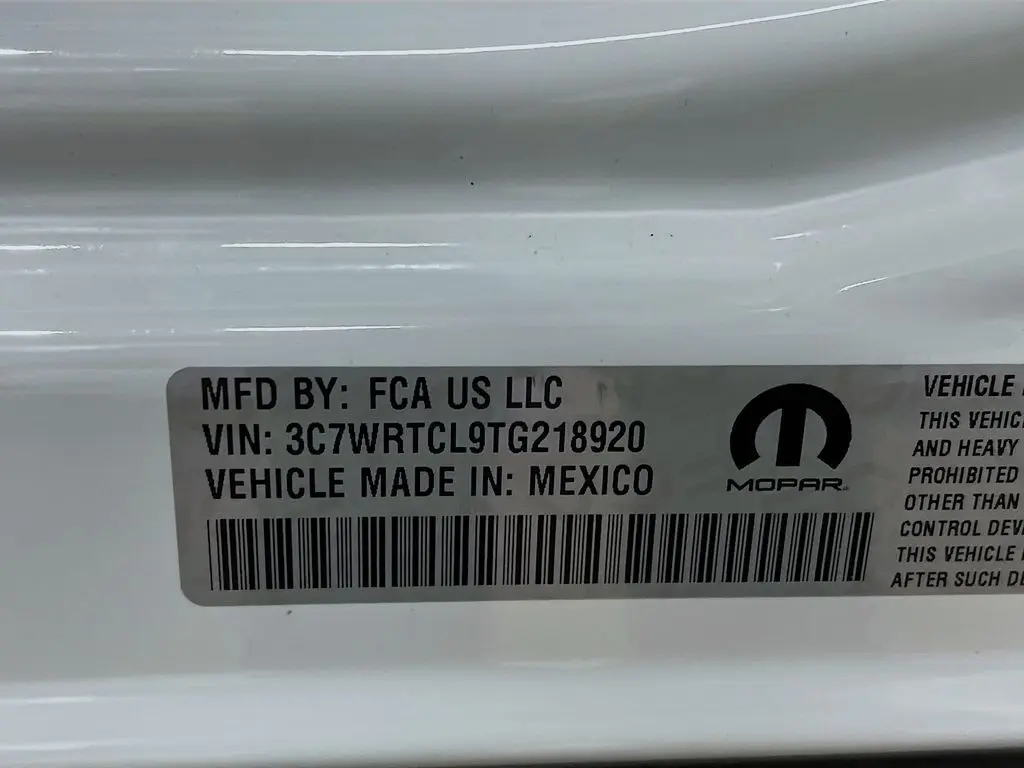 MFD BY: FCA US LLC
VIN: 3C7WRTCL9TG218920
VEHICLE MADE IN: MEXICO
MOPAR
VEHICLE
THIS VEHIC
AND HEAVY
PROHIBITED
OTHER THAN
CONTROL DEV
THIS VEHICLE
AFTER SUCH